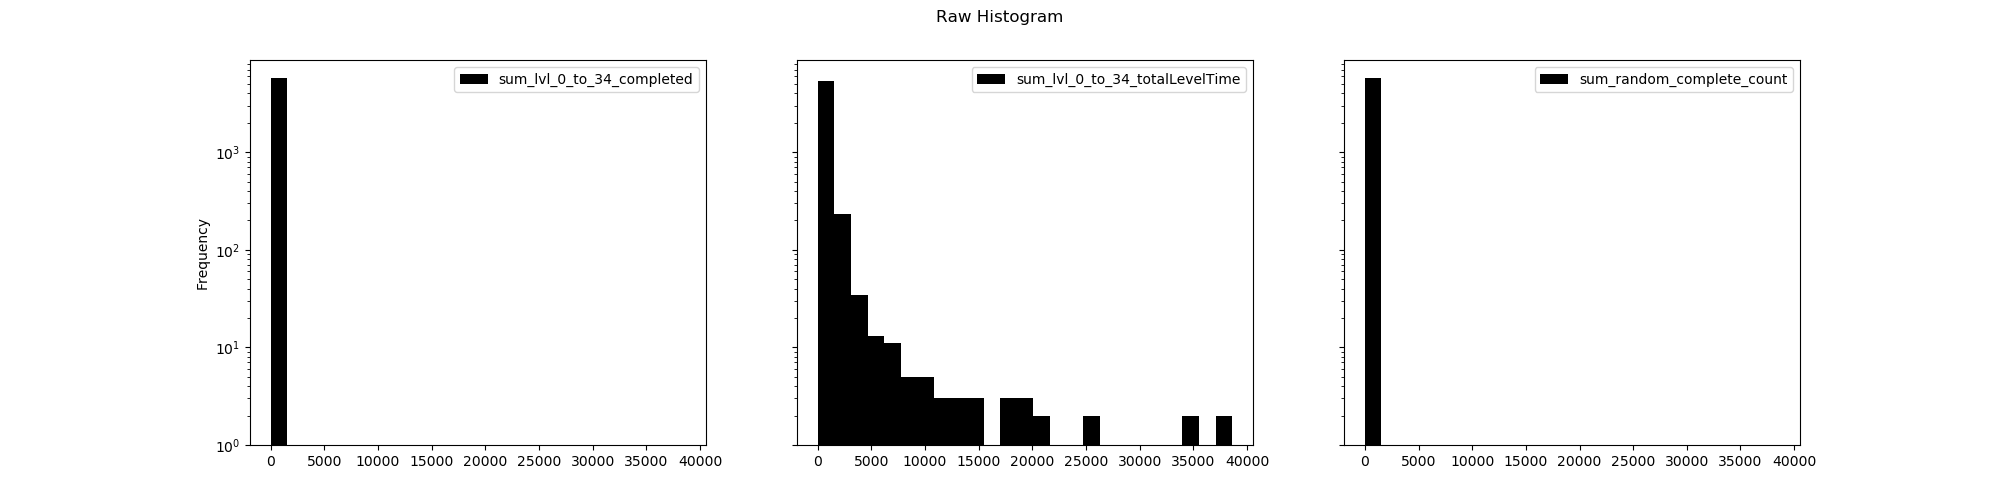 Raw Histogram
sum_lvl_0_to_34_completed
sum_lvl_0_to_34_totalLevelTime
sum_random_complete_count
Frequency
10³
10²
10¹
10⁰
0 5000 10000 15000 20000 25000 30000 35000 40000
0 5000 10000 15000 20000 25000 30000 35000 40000
0 5000 10000 15000 20000 25000 30000 35000 40000